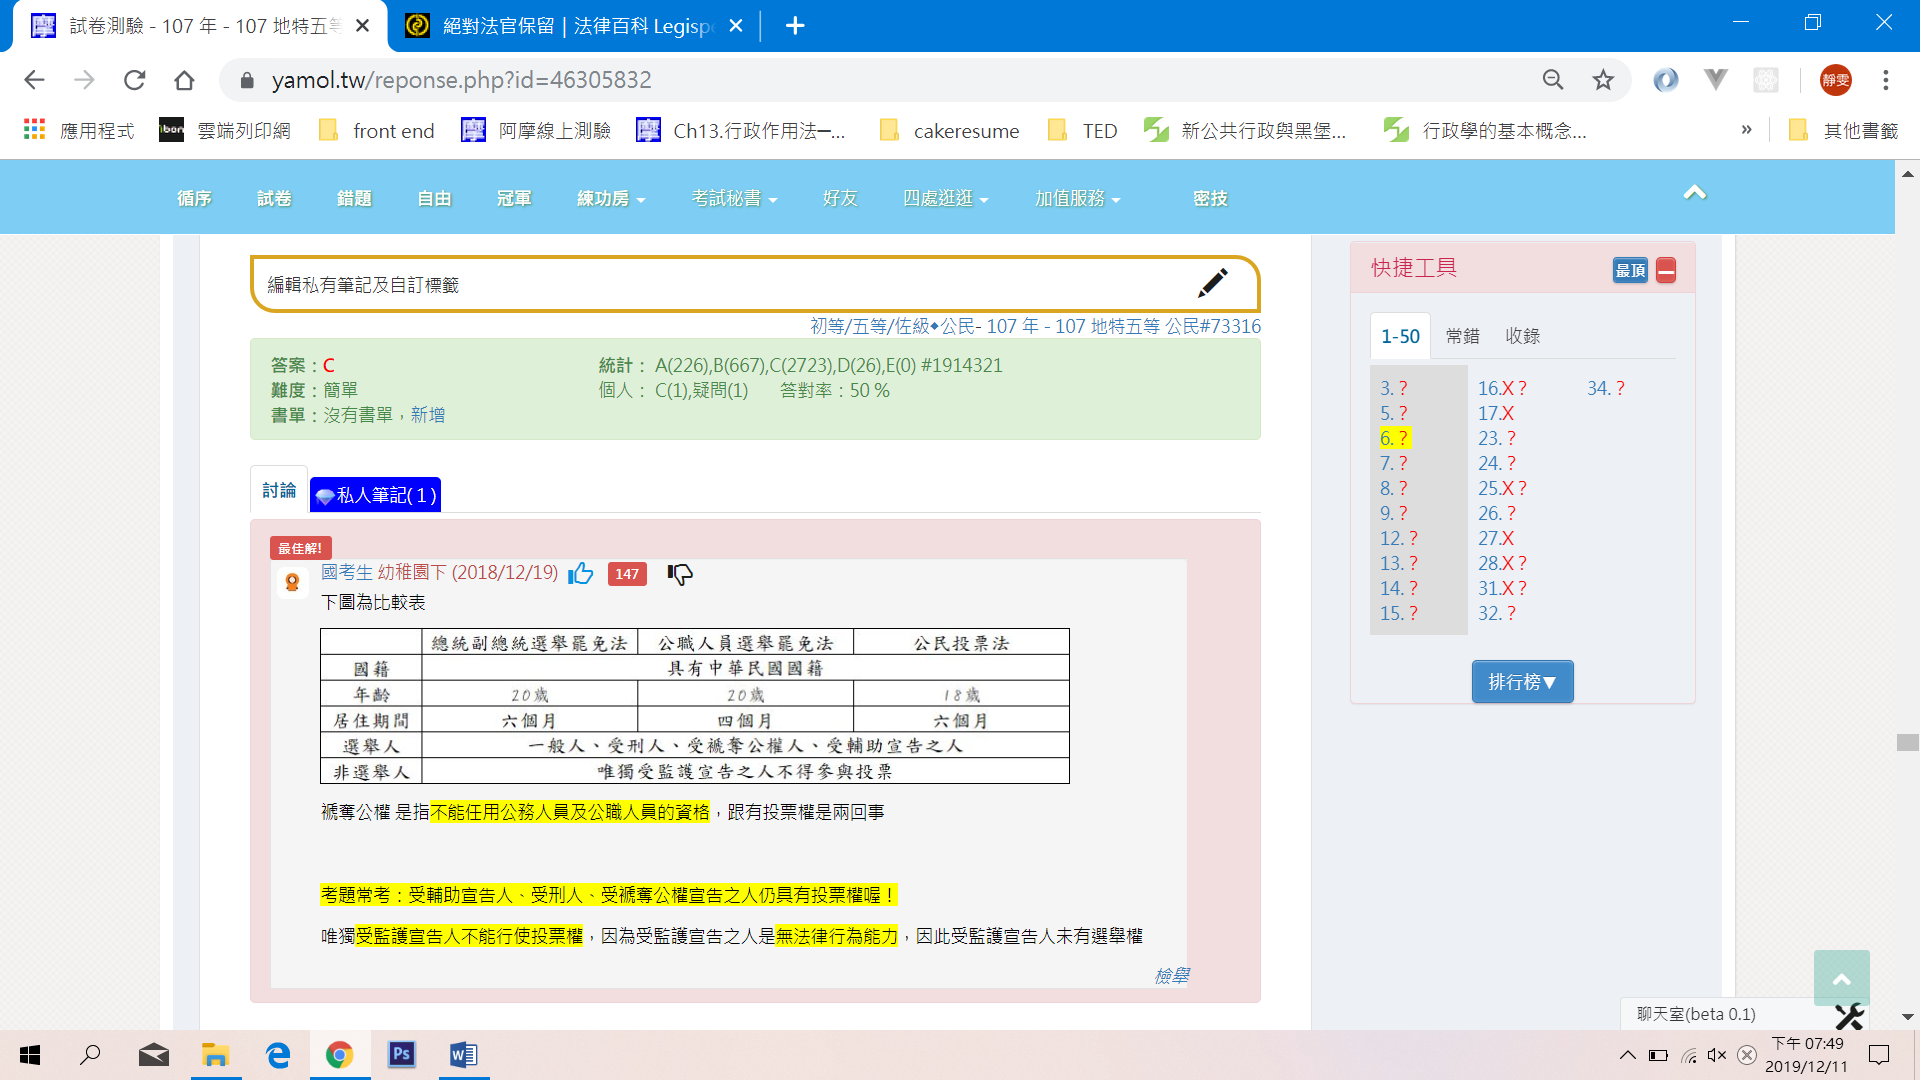 試卷測驗 - 107 年 - 107 地特五等
絕對法官保留 | 法律百科 Legisp
yamol.tw/reponse.php?id=46305832
靜雯
應用程式
ibon
雲端列印網
front end
摩
阿摩線上測驗
摩
Ch13.行政作用法─...
cakeresume
TED
新公共行政與黑堡...
行政學的基本概念...
»
其他書籤
循序
試卷
錯題
自由
冠軍
練功房
考試秘書
好友
四處逛逛
加值服務
密技
編輯私有筆記及自訂標籤
初等/五等/佐級◆公民- 107 年 - 107 地特五等 公民#73316
答案：C
統計： A(226),B(667),C(2723),D(26),E(0) #1914321
難度：簡單
個人： C(1),疑問(1) 答對率：50 %
書單：沒有書單，新增
討論
私人筆記( 1 )
最佳解!
國考生 幼稚園下 (2018/12/19) 147
下圖為比較表
總統副總統選舉罷免法 公職人員選舉罷免法 公民投票法
國籍 具有中華民國國籍
年齡 20歲 20歲 18歲
居住期間 六個月 四個月 六個月
選舉人 一般人、受刑人、受褫奪公權人、受輔助宣告之人
非選舉人 唯獨受監護宣告之人不得參與投票
褫奪公權 是指不能任用公務人員及公職人員的資格，跟有投票權是兩回事
考題常考：受輔助宣告人、受刑人、受褫奪公權宣告之人仍具有投票權喔！
唯獨受監護宣告人不能行使投票權，因為受監護宣告之人是無法律行為能力，因此受監護宣告人未有選舉權
檢舉
快捷工具
最頂
1-50 常錯 收錄
3. ? 16.X ? 34. ?
5. ? 17.X
6. ? 23. ?
7. ? 24. ?
8. ? 25.X ?
9. ? 26. ?
12. ? 27.X
13. ? 28.X ?
14. ? 31.X ?
15. ? 32. ?
排行榜▼
聊天室(beta 0.1)
Ps
下午 07:49
2019/12/11